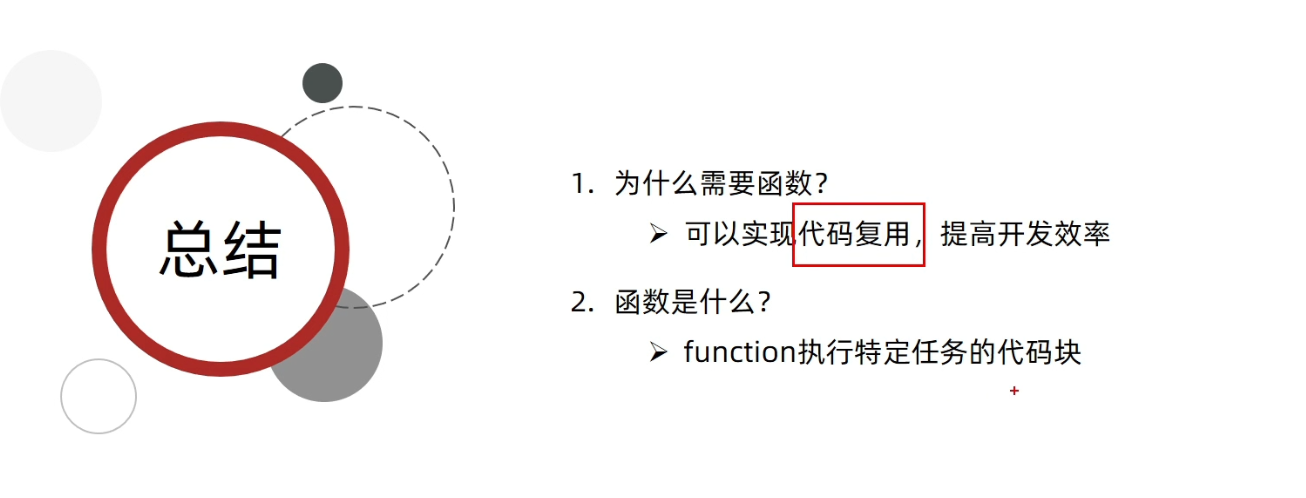 总结
1. 为什么需要函数？
➢ 可以实现代码复用，提高开发效率
2. 函数是什么？
➢ function执行特定任务的代码块